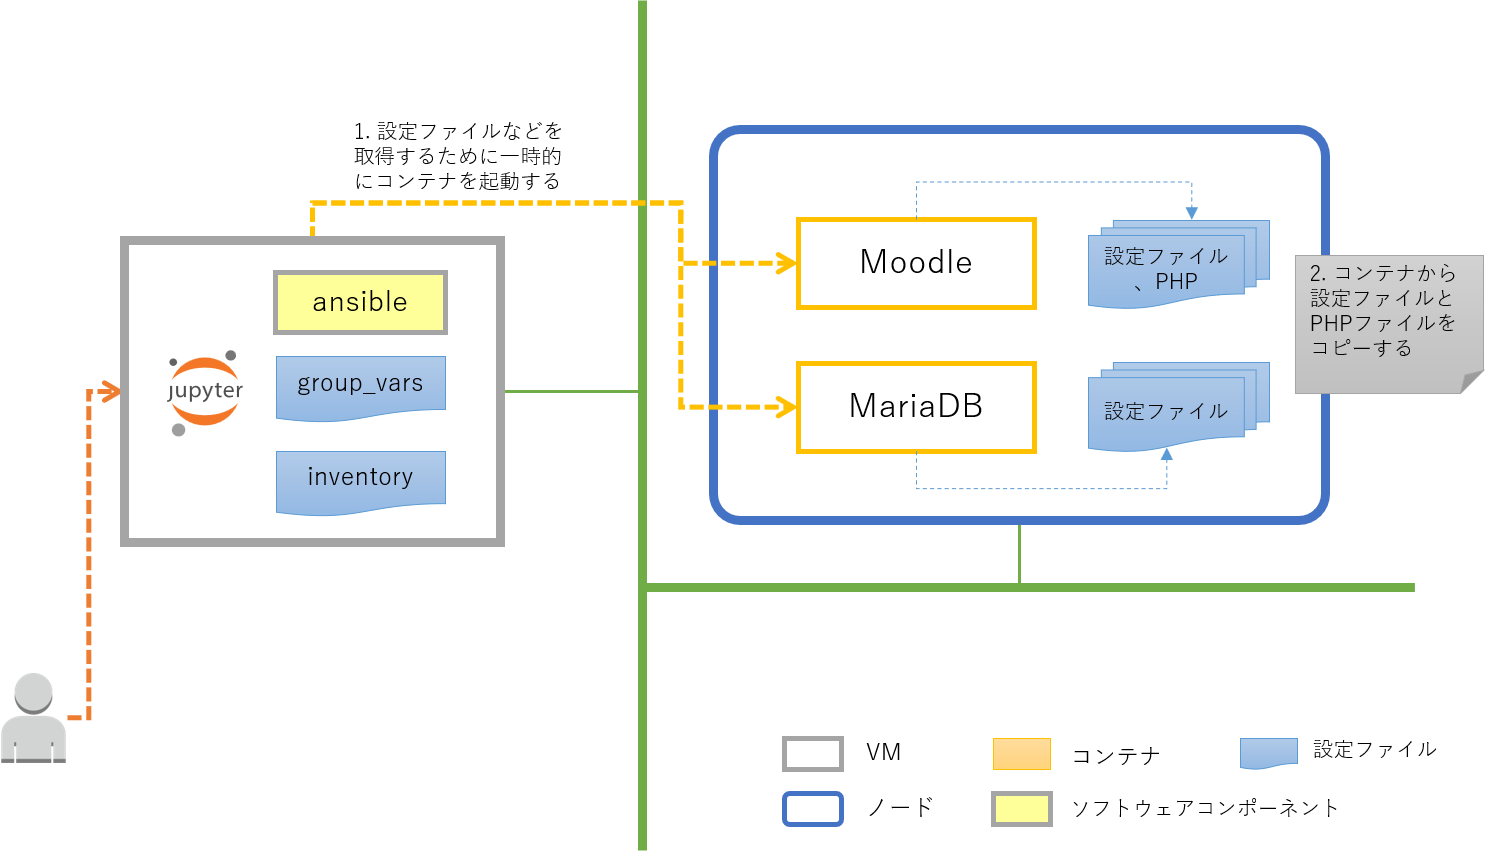 1. 設定ファイルなどを
取得するために一時的
にコンテナを起動する
ansible
jupyter
group_vars
inventory
Moodle
設定ファイル
、PHP
MariaDB
設定ファイル
2. コンテナから
設定ファイルと
PHPファイルを
コピーする
VM
コンテナ
設定ファイル
ノード
ソフトウェアコンポーネント